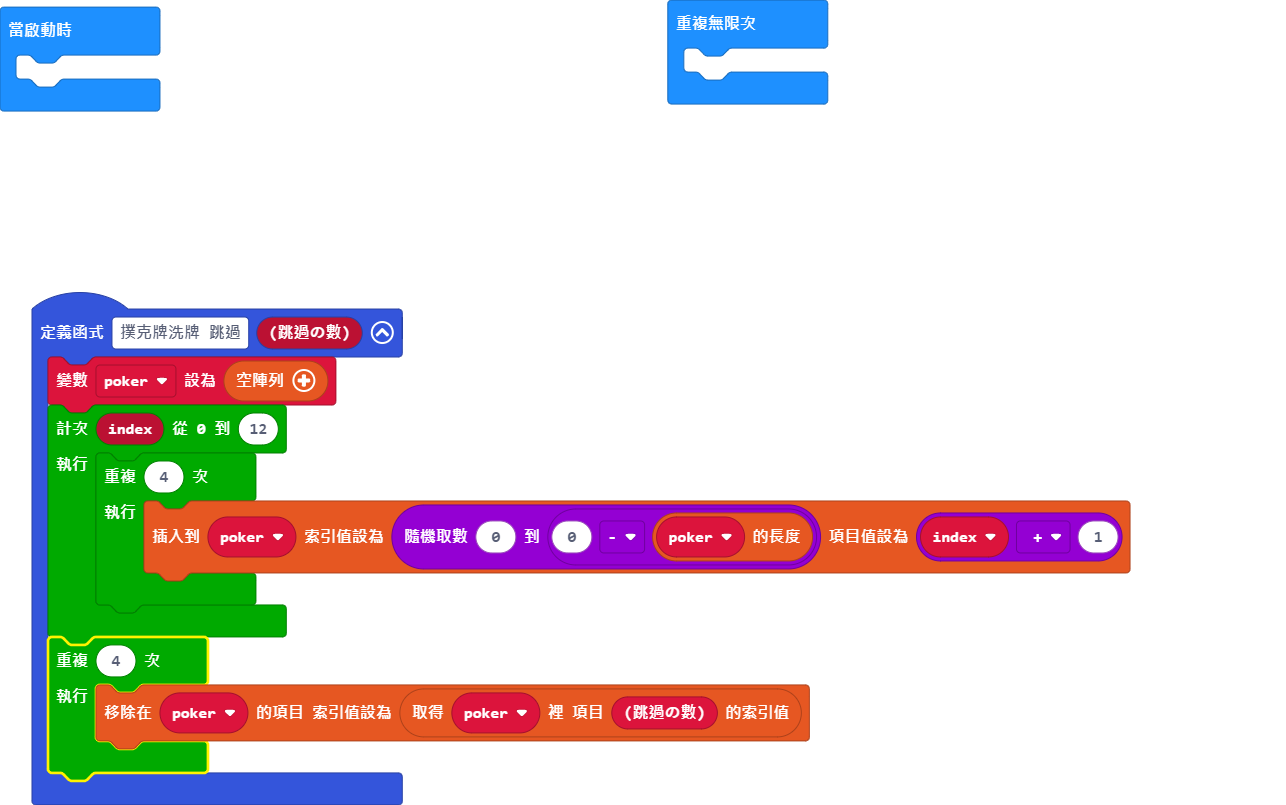 當啟動時
重複無限次
定義函式 撲克牌洗牌 跳過 (跳過の數)
變數 poker 設為 空陣列
計次 index 從 0 到 12
執行
重複 4 次
執行
插入到 poker 索引值設為 隨機取數 0 到 0 - poker 的長度 項目值設為 index + 1
重複 4 次
執行
移除在 poker 的項目 索引值設為 取得 poker 裡 項目 (跳過の數) 的索引值